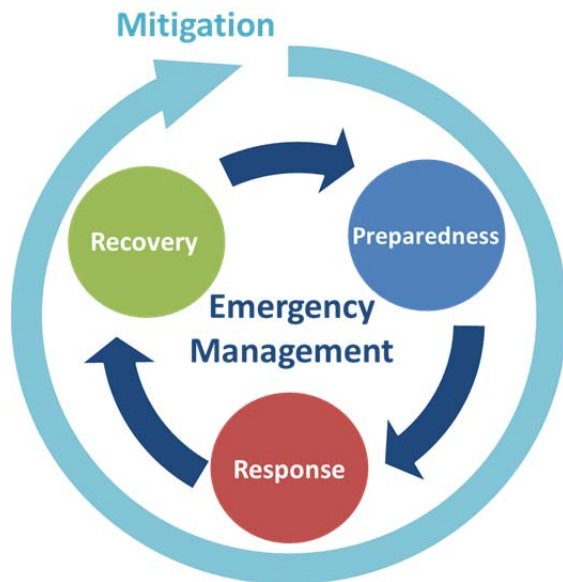 Mitigation
Recovery
Preparedness
Emergency
Management
Response